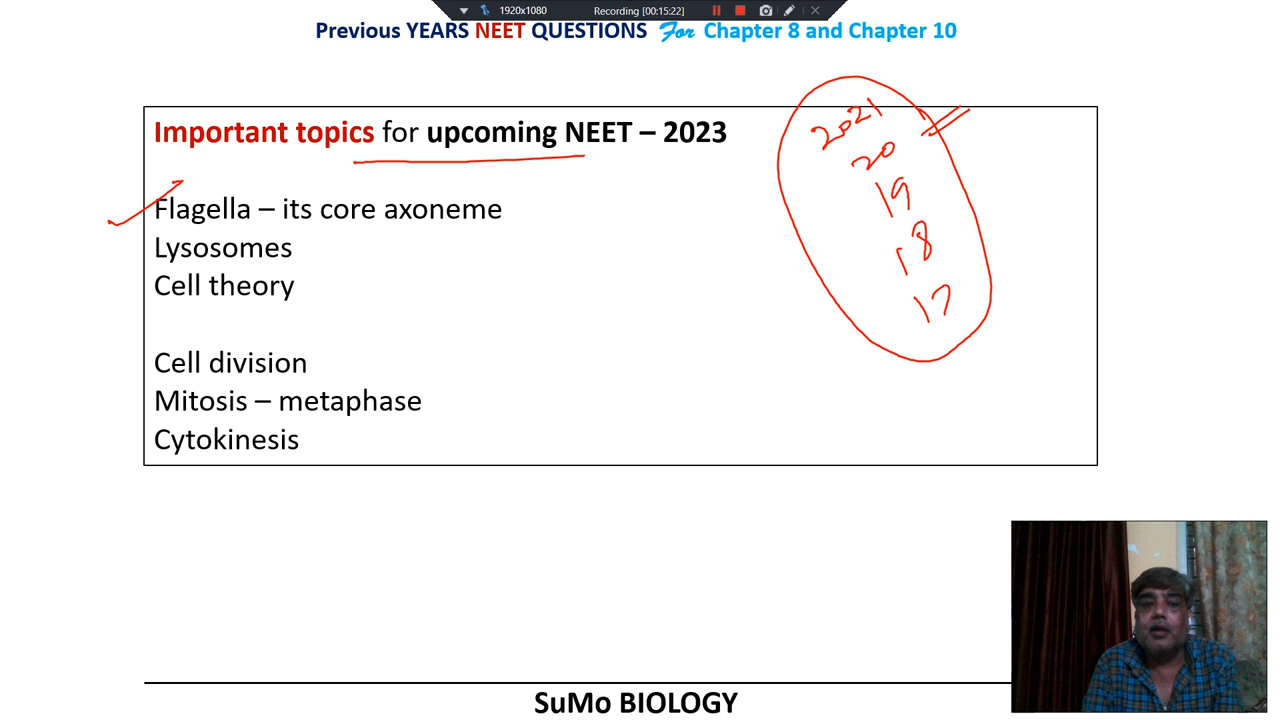 1920x1080 Recording [00:15:22]
Previous YEARS NEET QUESTIONS For Chapter 8 and Chapter 10
Important topics for upcoming NEET – 2023
Flagella – its core axoneme
Lysosomes
Cell theory
Cell division
Mitosis – metaphase
Cytokinesis
2021
20
19
18
17
SuMo BIOLOGY